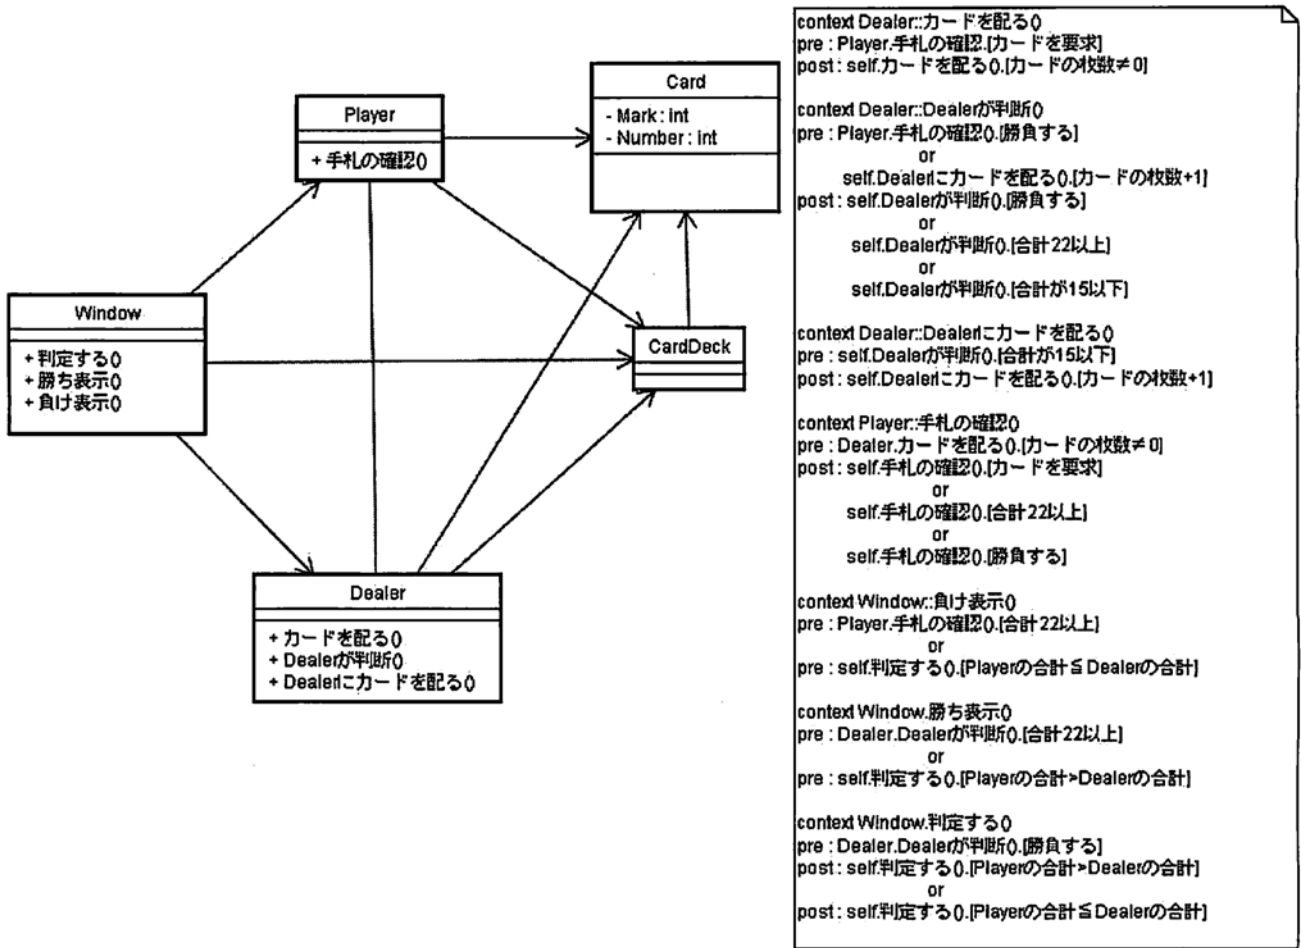 Player
+ 手札の確認()
Card
- Mark : int
- Number : int
Window
+ 判定する()
+ 勝ち表示()
+ 負け表示()
CardDeck
Dealer
+ カードを配る()
+ Dealerが判断()
+ Dealerにカードを配る()
context Dealer::カードを配る()
pre : Player.手札の確認.[カードを要求]
post : self.カードを配る().[カードの枚数≠0]
context Dealer::Dealerが判断()
pre : Player.手札の確認().[勝負する]
or
self.Dealerにカードを配る().[カードの枚数+1]
post : self.Dealerが判断().[勝負する]
or
self.Dealerが判断().[合計22以上]
or
self.Dealerが判断().[合計が15以下]
context Dealer::Dealerにカードを配る()
pre : self.Dealerが判断().[合計が15以下]
post : self.Dealerにカードを配る().[カードの枚数+1]
context Player::手札の確認()
pre : Dealer.カードを配る().[カードの枚数≠0]
post : self.手札の確認().[カードを要求]
or
self.手札の確認().[合計22以上]
or
self.手札の確認().[勝負する]
context Window::負け表示()
pre : Player.手札の確認().[合計22以上]
or
pre : self.判定する().[Playerの合計≦Dealerの合計]
context Window.勝ち表示()
pre : Dealer.Dealerが判断().[合計22以上]
or
pre : self.判定する().[Playerの合計>Dealerの合計]
context Window.判定する()
pre : Dealer.Dealerが判断().[勝負する]
post : self.判定する().[Playerの合計>Dealerの合計]
or
post : self.判定する().[Playerの合計≦Dealerの合計]